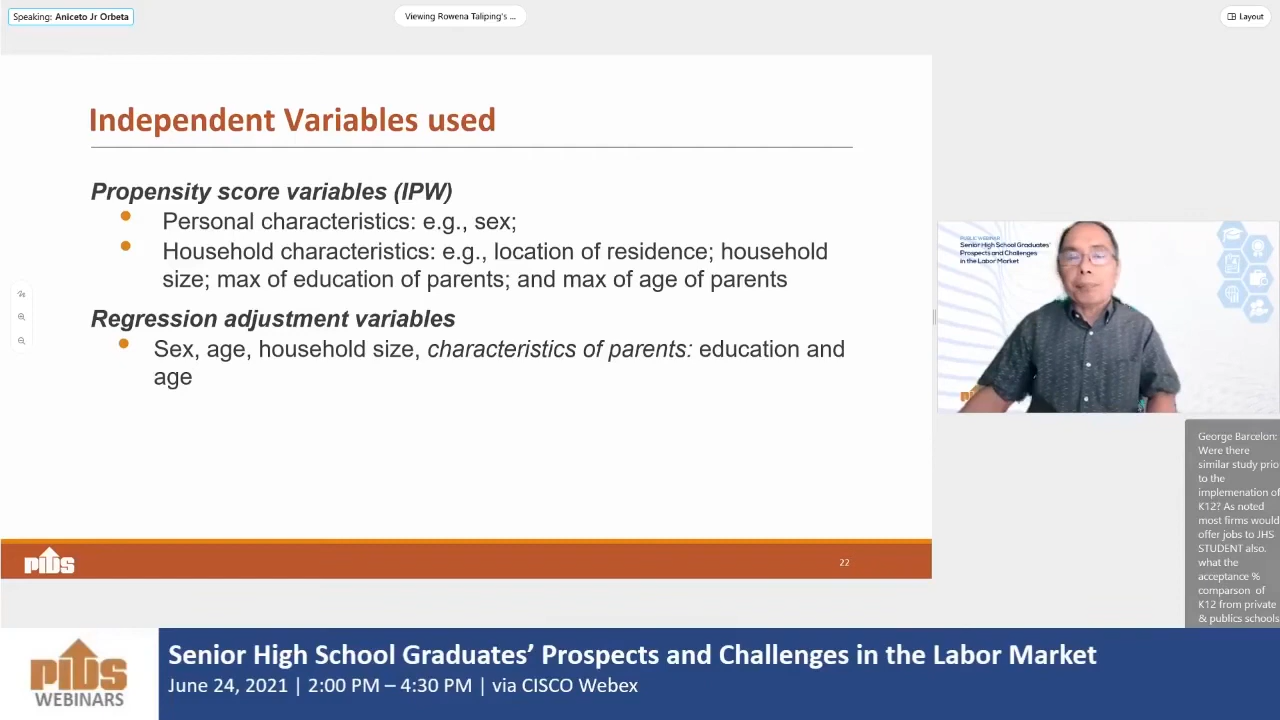 Speaking: Aniceto Jr Orbeta
Viewing Rowena Taliping's ...
Layout
Independent Variables used
Propensity score variables (IPW)
Personal characteristics: e.g., sex;
Household characteristics: e.g., location of residence; household
size; max of education of parents; and max of age of parents
Regression adjustment variables
Sex, age, household size, characteristics of parents: education and
age
PUBLIC WEBINAR
Senior High School Graduates'
Prospects and Challenges
in the Labor Market
George Barcelon:
Were there
similar study prio
to the
implemenation of
K12? As noted
most firms would
offer jobs to JHS
STUDENT also.
what the
acceptance %
comparson of
K12 from private
& publics schools
PIDS
22
PIDS
WEBINARS
Senior High School Graduates' Prospects and Challenges in the Labor Market
June 24, 2021 | 2:00 PM – 4:30 PM | via CISCO Webex